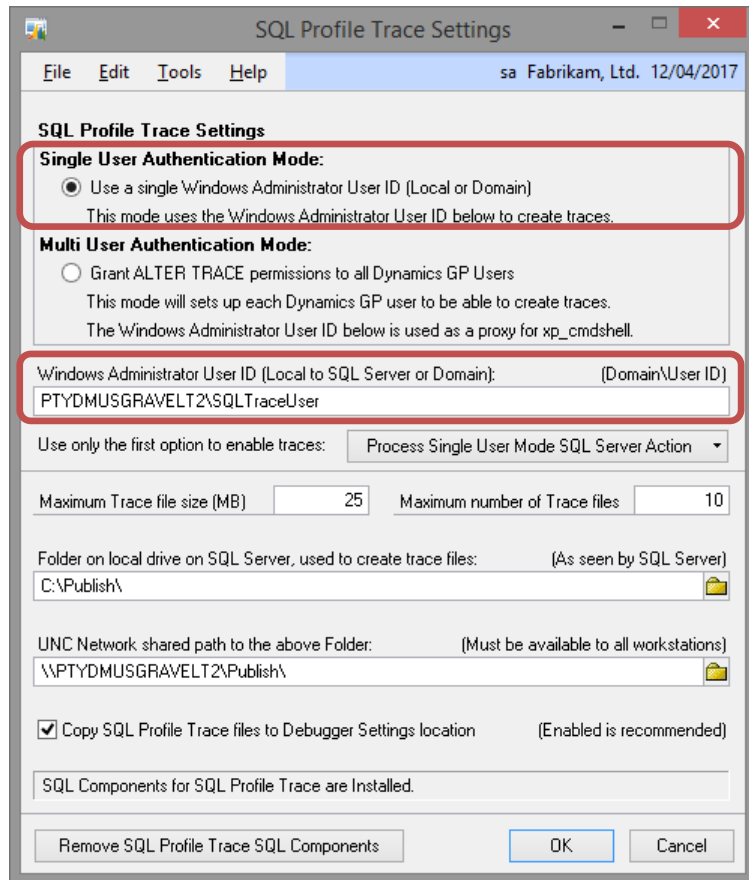 SQL Profile Trace Settings
File Edit Tools Help sa Fabrikam, Ltd. 12/04/2017
SQL Profile Trace Settings
Single User Authentication Mode:
Use a single Windows Administrator User ID (Local or Domain)
This mode uses the Windows Administrator User ID below to create traces.
Multi User Authentication Mode:
Grant ALTER TRACE permissions to all Dynamics GP Users
This mode will sets up each Dynamics GP user to be able to create traces.
The Windows Administrator User ID below is used as a proxy for xp_cmdshell.
Windows Administrator User ID (Local to SQL Server or Domain): (Domain\User ID)
PTYDMUSGRAVELT2\SQLTraceUser
Use only the first option to enable traces: Process Single User Mode SQL Server Action
Maximum Trace file size (MB) 25 Maximum number of Trace files 10
Folder on local drive on SQL Server, used to create trace files: (As seen by SQL Server)
C:\Publish\
UNC Network shared path to the above Folder: (Must be available to all workstations)
\\PTYDMUSGRAVELT2\Publish\
Copy SQL Profile Trace files to Debugger Settings location (Enabled is recommended)
SQL Components for SQL Profile Trace are Installed.
Remove SQL Profile Trace SQL Components OK Cancel